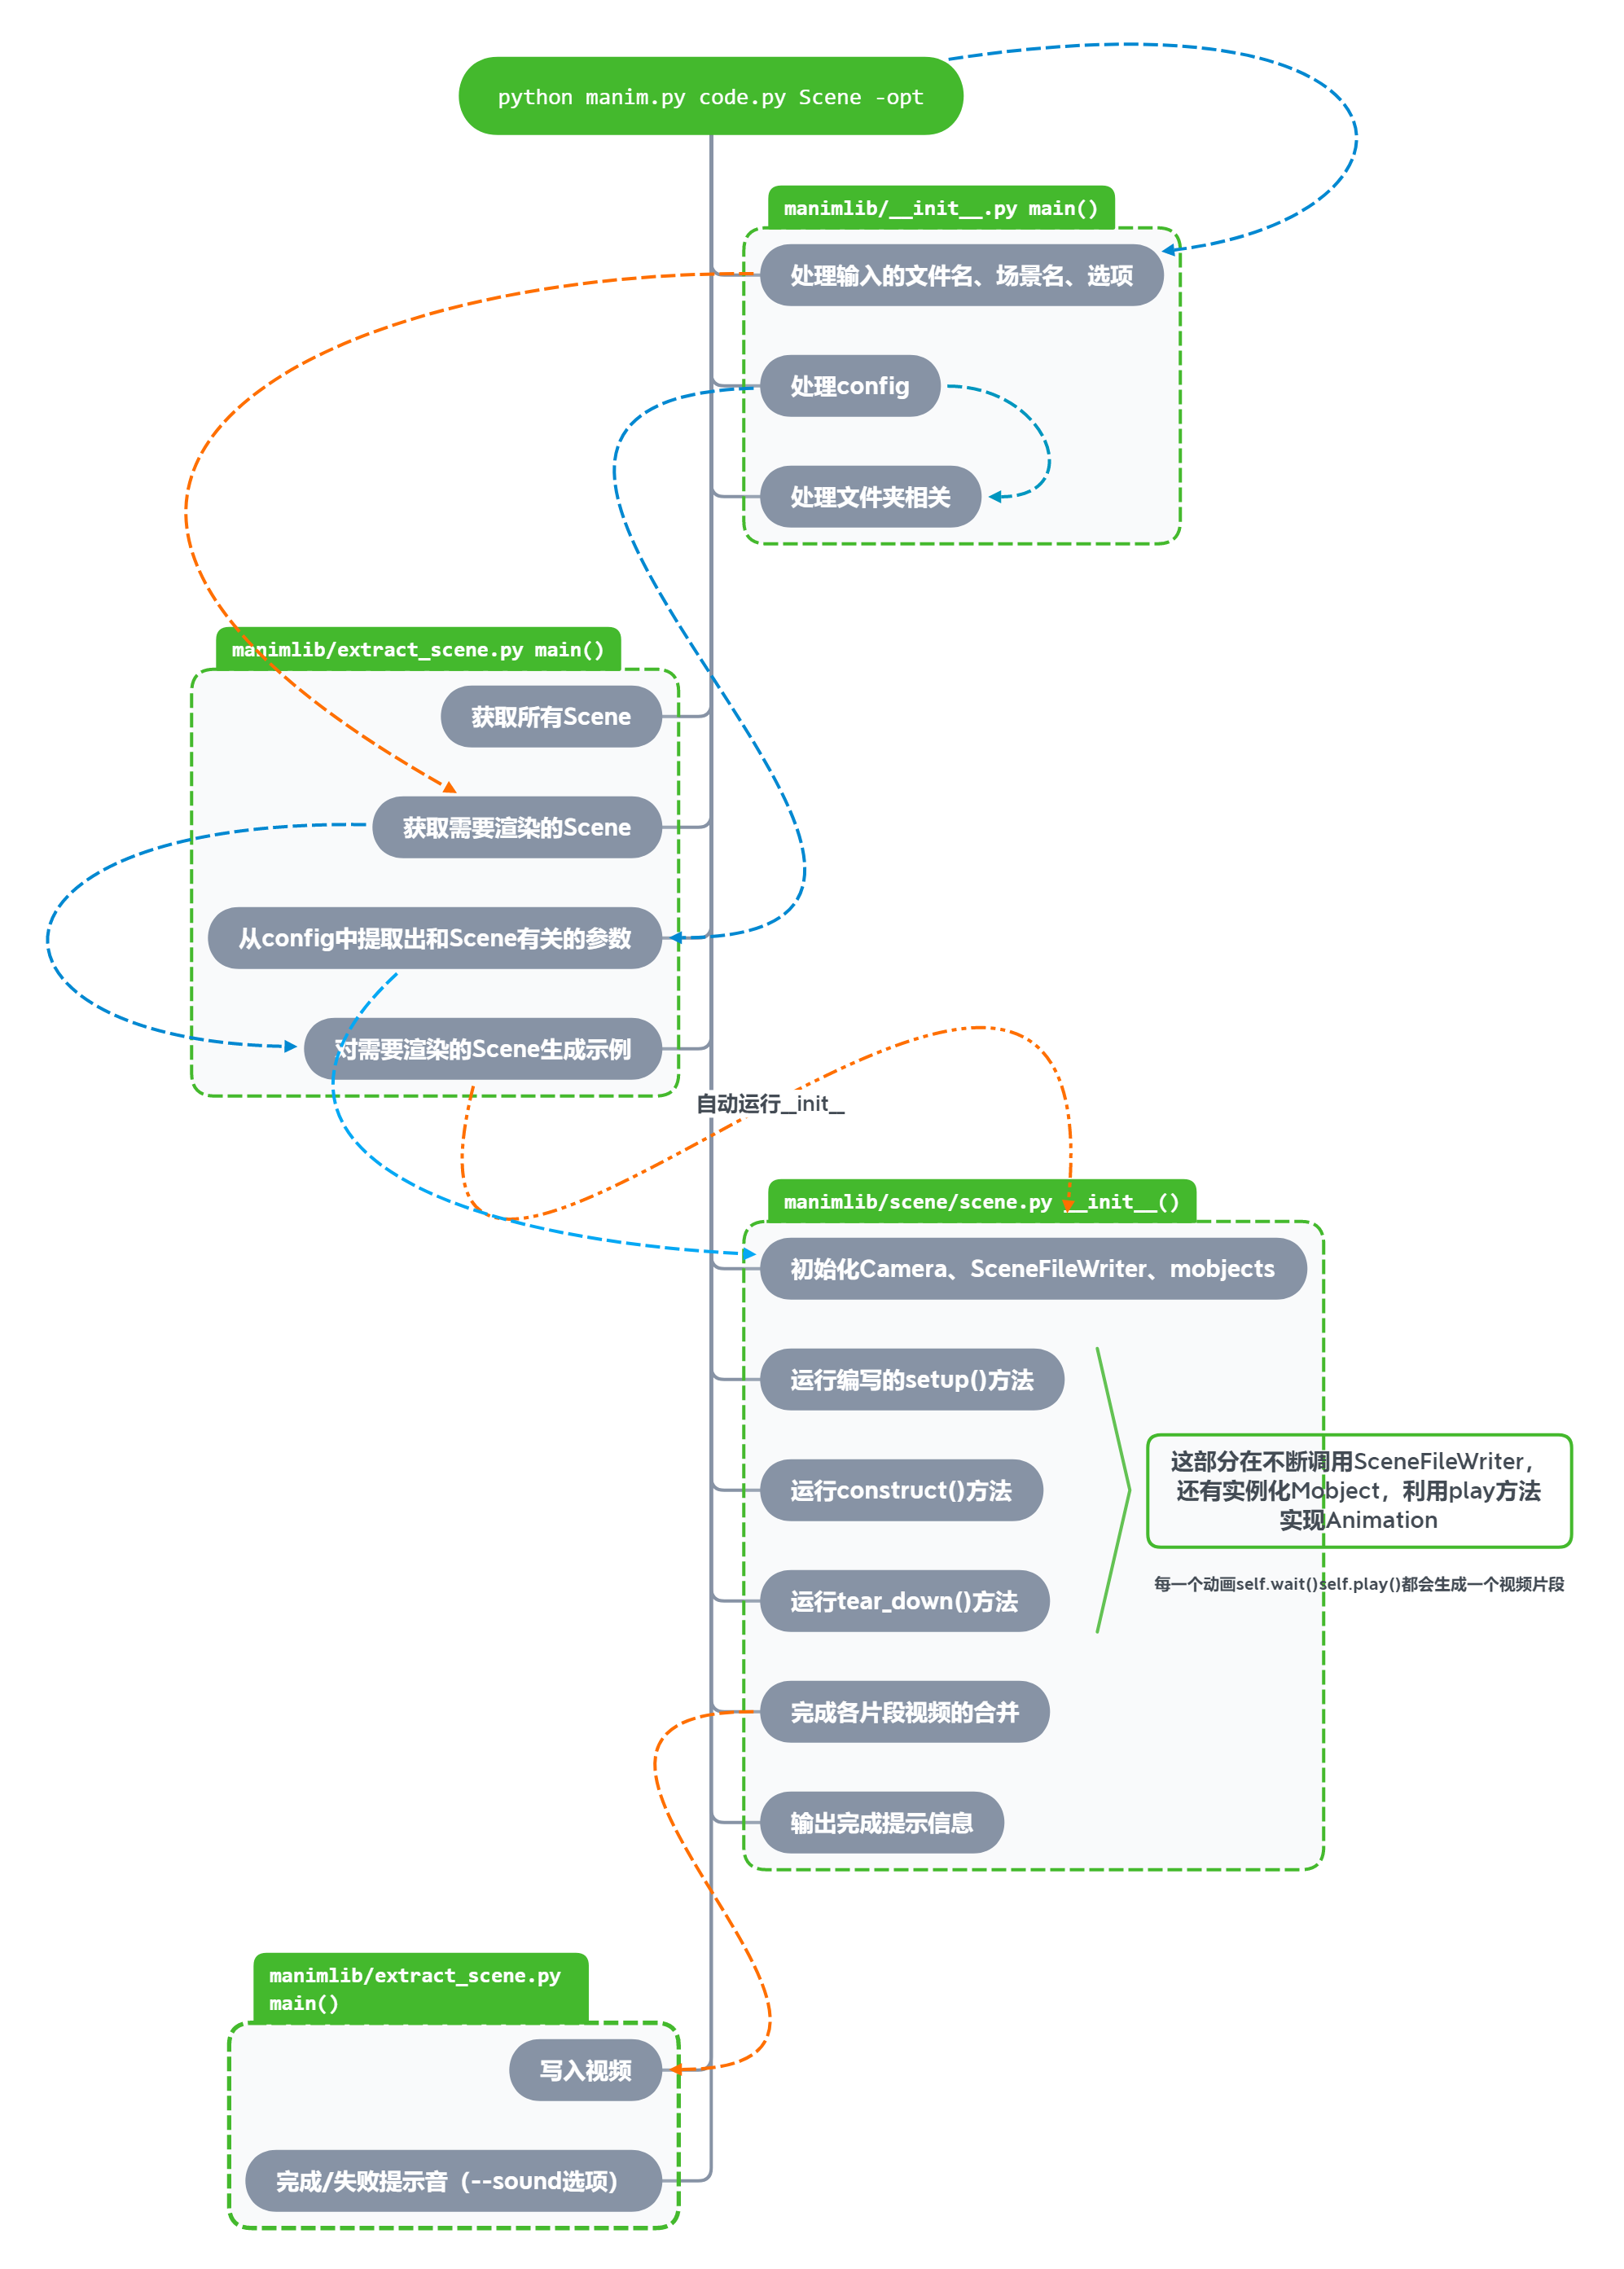 python manim.py code.py Scene -opt
manimlib/__init__.py main()
处理输入的文件名、场景名、选项
处理config
处理文件夹相关
manimlib/extract_scene.py main()
获取所有Scene
获取需要渲染的Scene
从config中提取出和Scene有关的参数
对需要渲染的Scene生成示例
自动运行__init__
manimlib/scene/scene.py __init__()
初始化Camera、SceneFileWriter、mobjects
运行编写的setup()方法
运行construct()方法
运行tear_down()方法
这部分在不断调用SceneFileWriter，
还有实例化Mobject，利用play方法
实现Animation
每一个动画self.wait()self.play()都会生成一个视频片段
完成各片段视频的合并
输出完成提示信息
manimlib/extract_scene.py
main()
写入视频
完成/失败提示音（--sound选项）